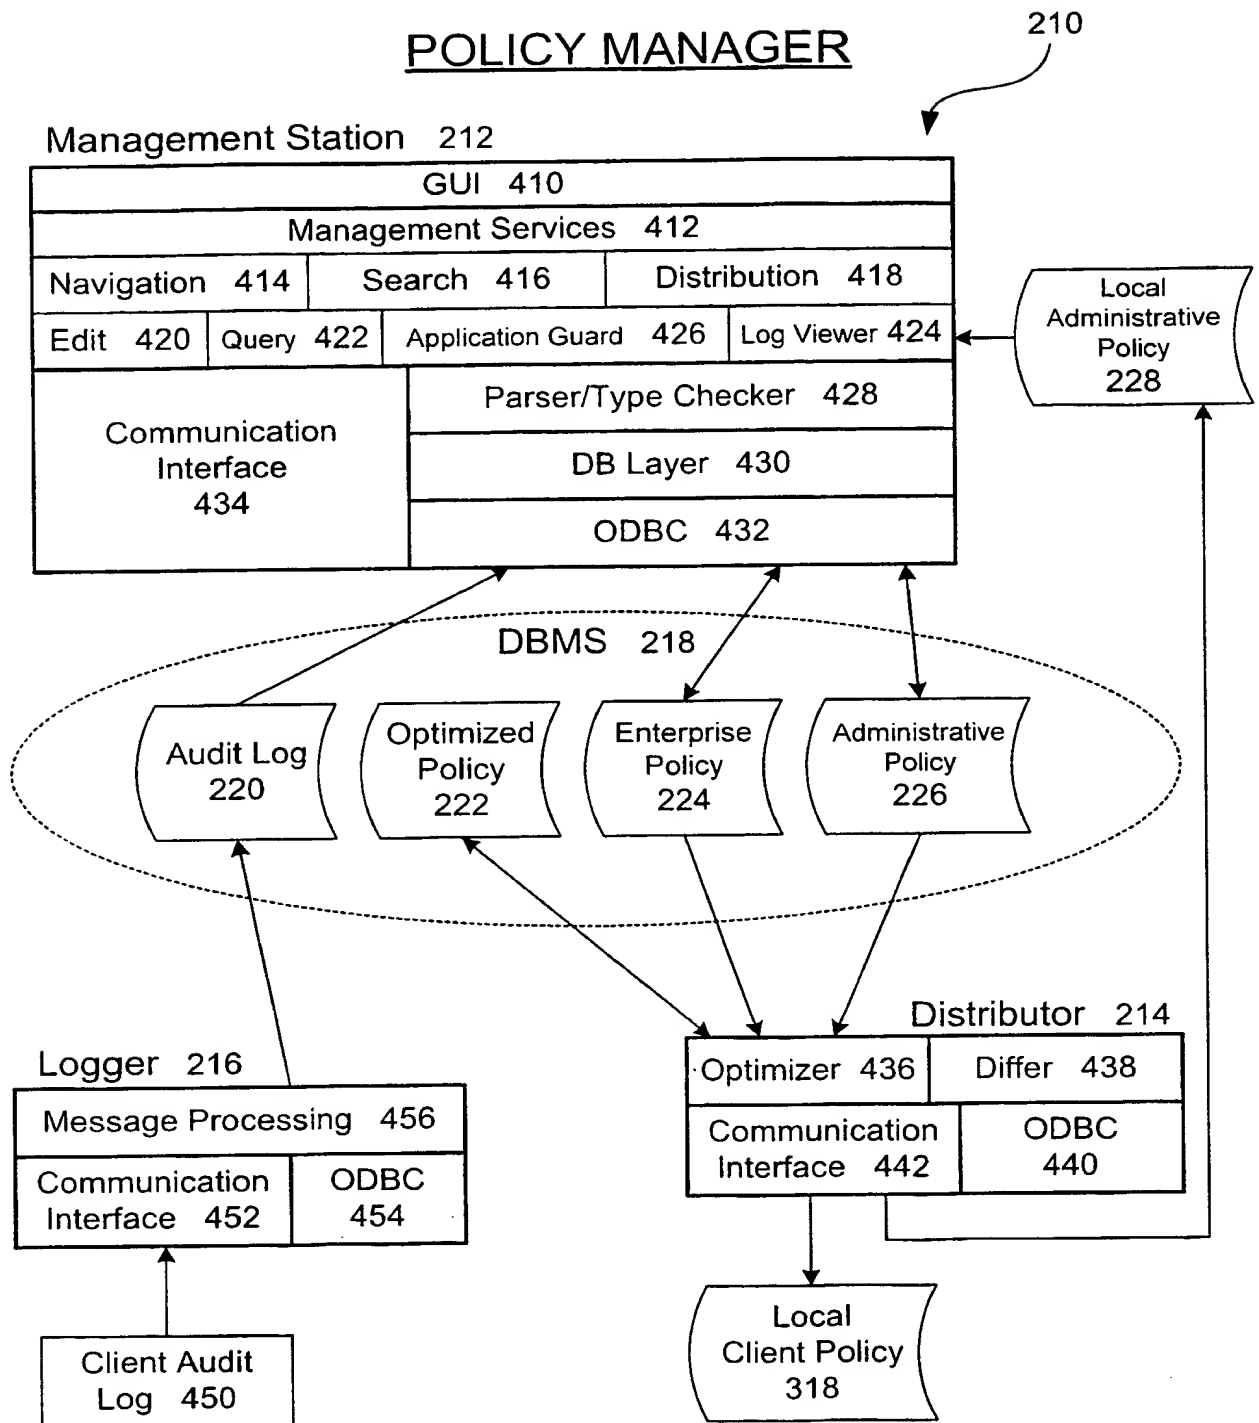 POLICY MANAGER
210
Management Station 212
GUI 410
Management Services 412
Navigation 414
Search 416
Distribution 418
Edit 420
Query 422
Application Guard 426
Log Viewer 424
Local
Administrative
Policy
228
Communication
Interface
434
Parser/Type Checker 428
DB Layer 430
ODBC 432
DBMS 218
Audit Log
220
Optimized
Policy
222
Enterprise
Policy
224
Administrative
Policy
226
Logger 216
Message Processing 456
Communication
Interface 452
ODBC
454
Client Audit
Log 450
Distributor 214
Optimizer 436
Differ 438
Communication
Interface 442
ODBC
440
Local
Client Policy
318